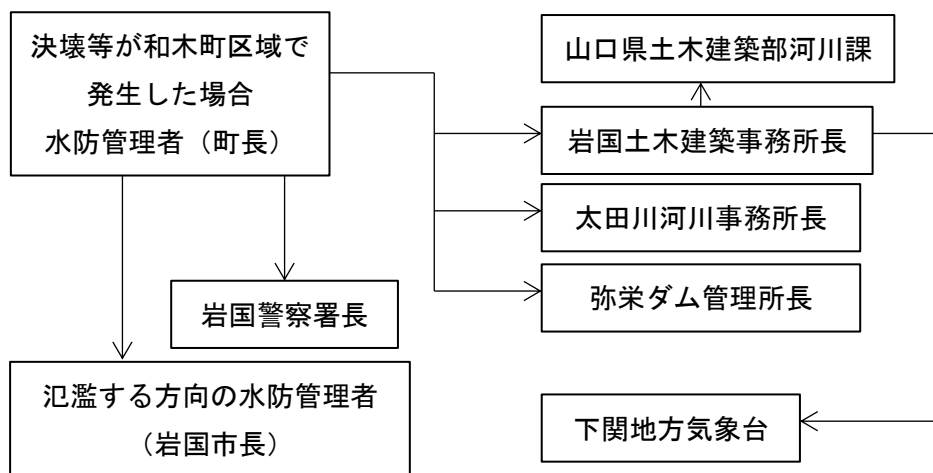 決壊等が和木町区域で
発生した場合
水防管理者（町長）
山口県土木建築部河川課
岩国土木建築事務所長
太田川河川事務所長
弥栄ダム管理所長
岩国警察署長
氾濫する方向の水防管理者
（岩国市長）
下関地方気象台